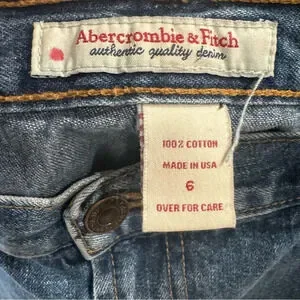 Abercrombie & Fitch
authentic quality denim
100% COTTON
MADE IN USA
6
OVER FOR CARE